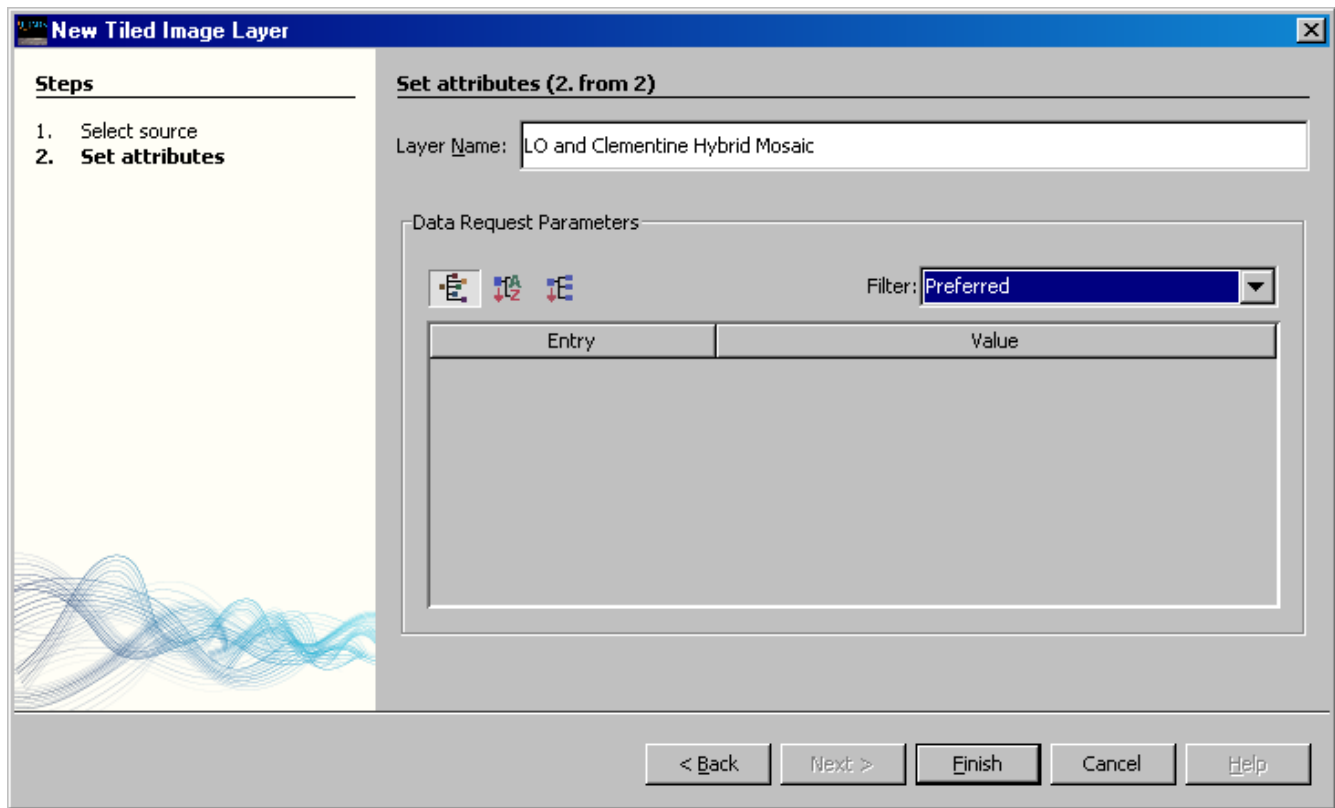 New Tiled Image Layer
Steps
1. Select source
2. Set attributes
Set attributes (2. from 2)
Layer Name: LO and Clementine Hybrid Mosaic
Data Request Parameters
Filter: Preferred
Entry Value
< Back Next > Finish Cancel Help